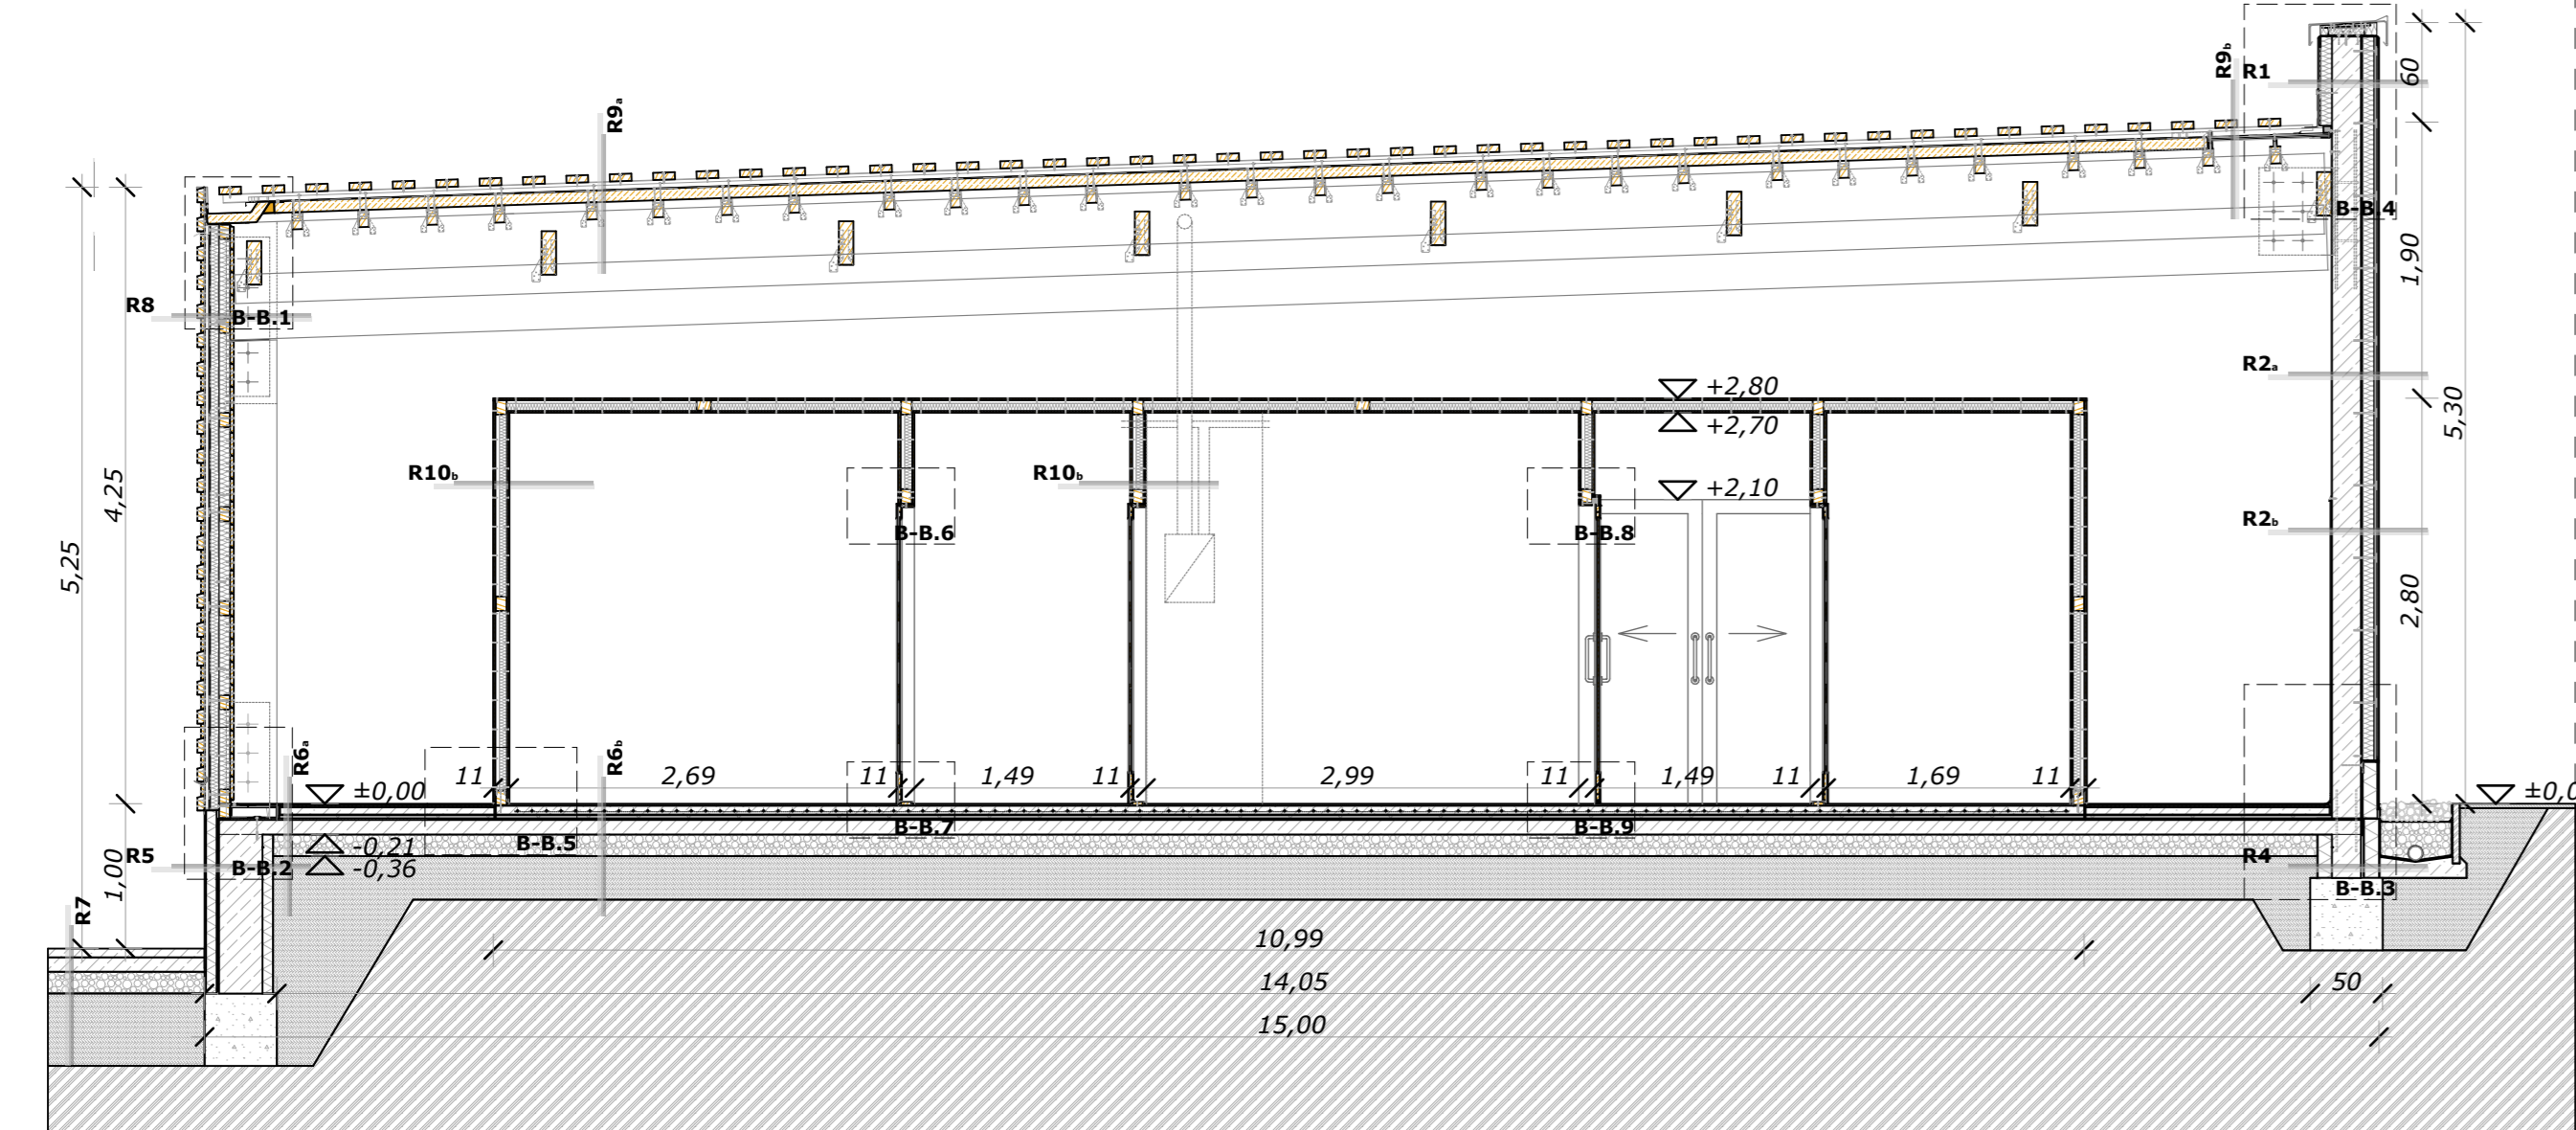 R9b
R1
60
R9a
B-B.4
1,90
R8
B-B.1
R2a
+2,80
+2,70
5,30
4,25
R10b
R10b
+2,10
R2b
5,25
B-B.6
B-B.8
2,80
R6a
R6b
11
2,69
11
1,49
11
2,99
11
1,49
11
1,69
11
±0,00
±0,0
B-B.7
B-B.9
-0,21
B-B.5
R5
B-B.2
-0,36
R4
1,00
B-B.3
R7
10,99
14,05
50
15,00